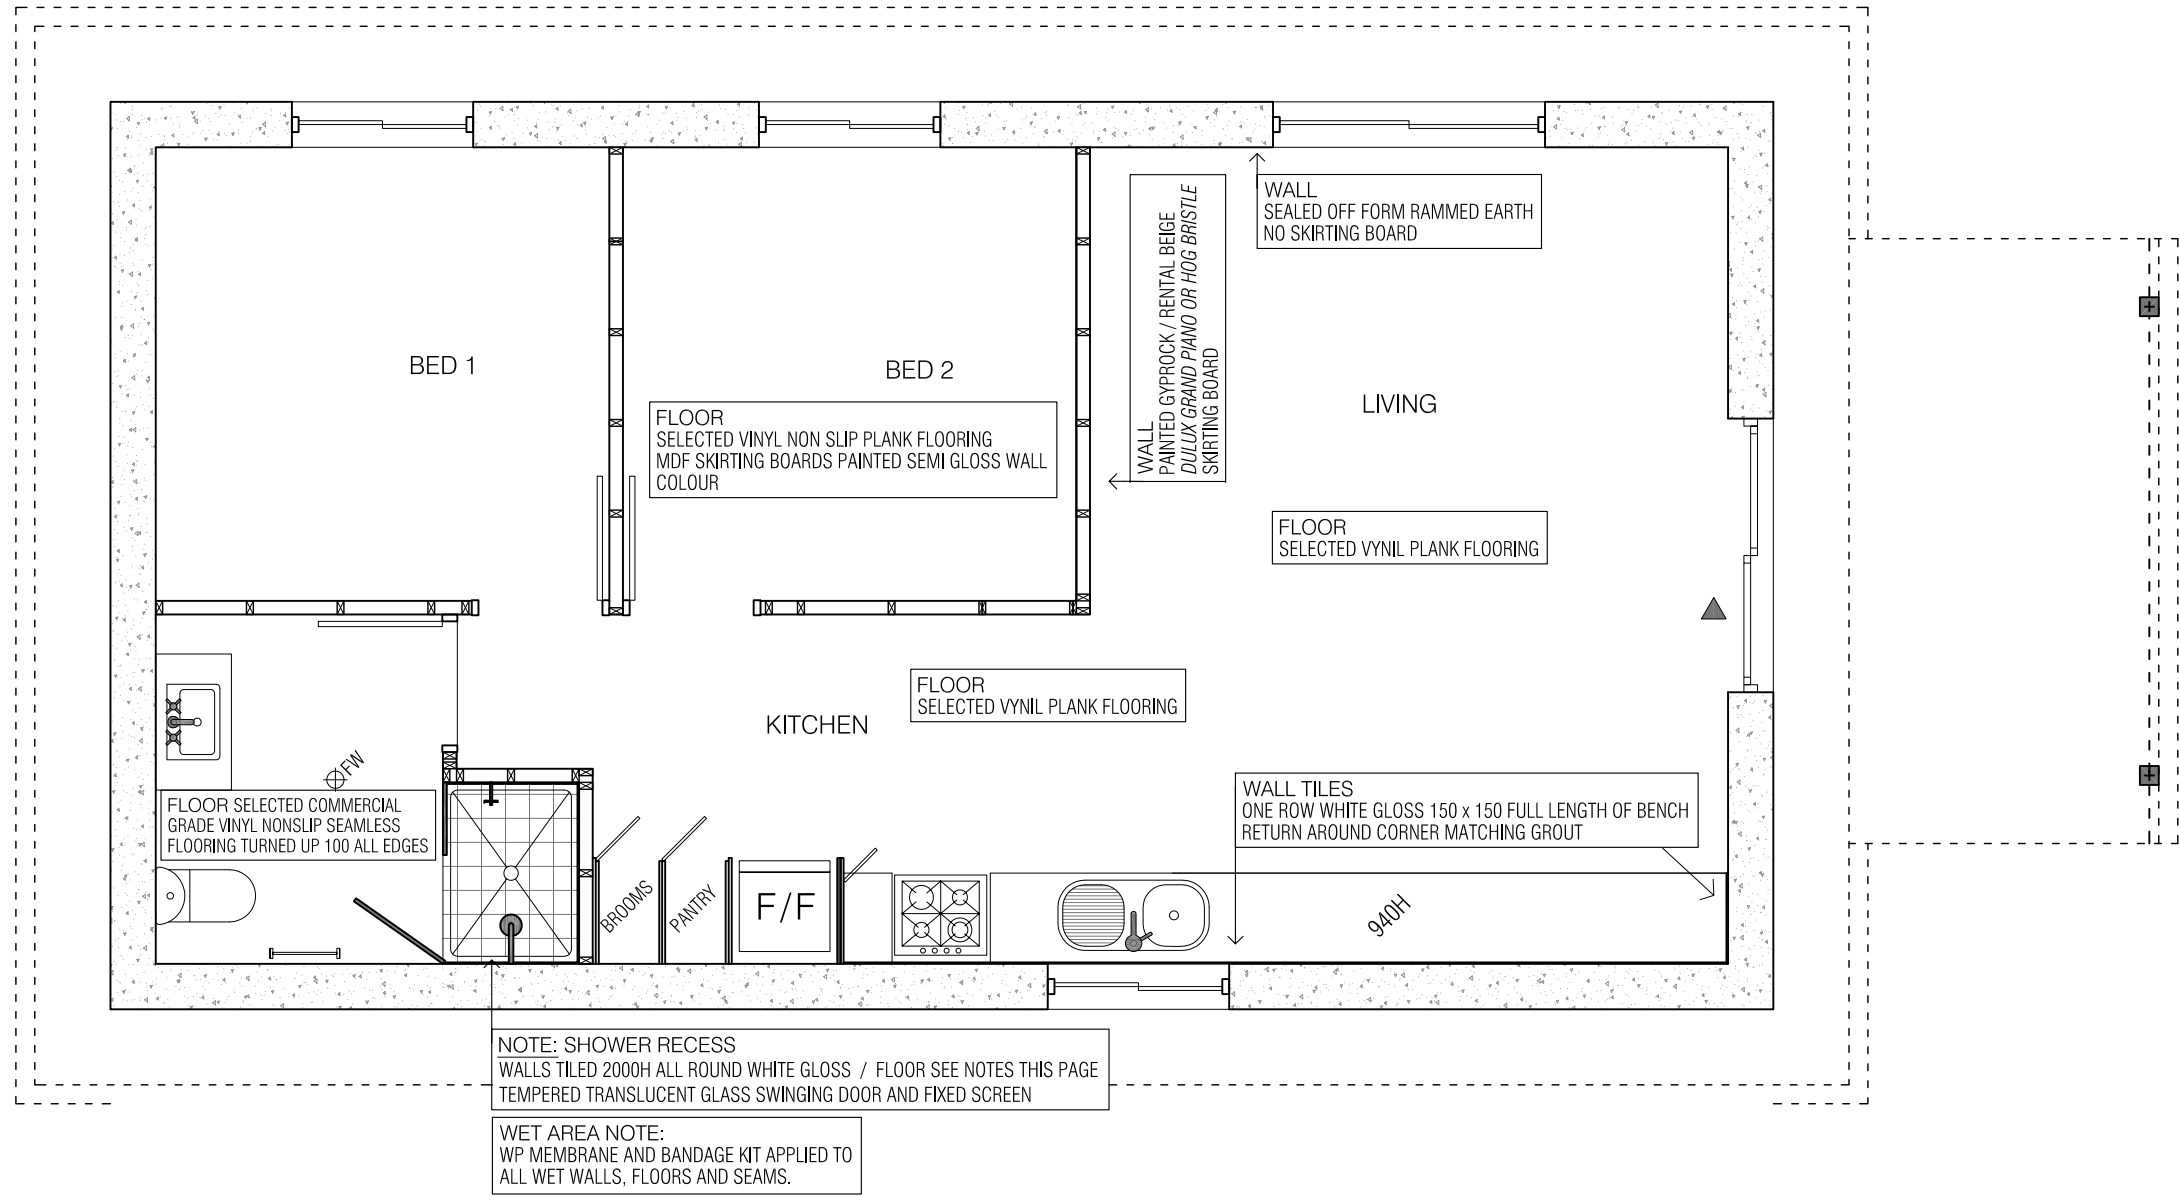 WALL
SEALED OFF FORM RAMMED EARTH
NO SKIRTING BOARD
WALL
PAINTED GYPROCK / RENTAL BEIGE
DULUX GRAND PIANO OR HOG BRISTLE
SKIRTING BOARD
BED 1
BED 2
LIVING
FLOOR
SELECTED VINYL NON SLIP PLANK FLOORING
MDF SKIRTING BOARDS PAINTED SEMI GLOSS WALL
COLOUR
FLOOR
SELECTED VYNIL PLANK FLOORING
FLOOR
SELECTED VYNIL PLANK FLOORING
KITCHEN
FW
FLOOR SELECTED COMMERCIAL
GRADE VINYL NONSLIP SEAMLESS
FLOORING TURNED UP 100 ALL EDGES
WALL TILES
ONE ROW WHITE GLOSS 150 x 150 FULL LENGTH OF BENCH
RETURN AROUND CORNER MATCHING GROUT
BROOMS
PANTRY
F/F
940H
NOTE: SHOWER RECESS
WALLS TILED 2000H ALL ROUND WHITE GLOSS / FLOOR SEE NOTES THIS PAGE
TEMPERED TRANSLUCENT GLASS SWINGING DOOR AND FIXED SCREEN
WET AREA NOTE:
WP MEMBRANE AND BANDAGE KIT APPLIED TO
ALL WET WALLS, FLOORS AND SEAMS.